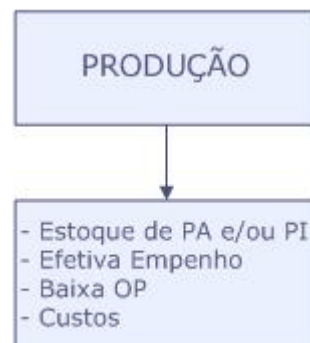 PRODUÇÃO
- Estoque de PA e/ou PI
- Efetiva Empenho
- Baixa OP
- Custos